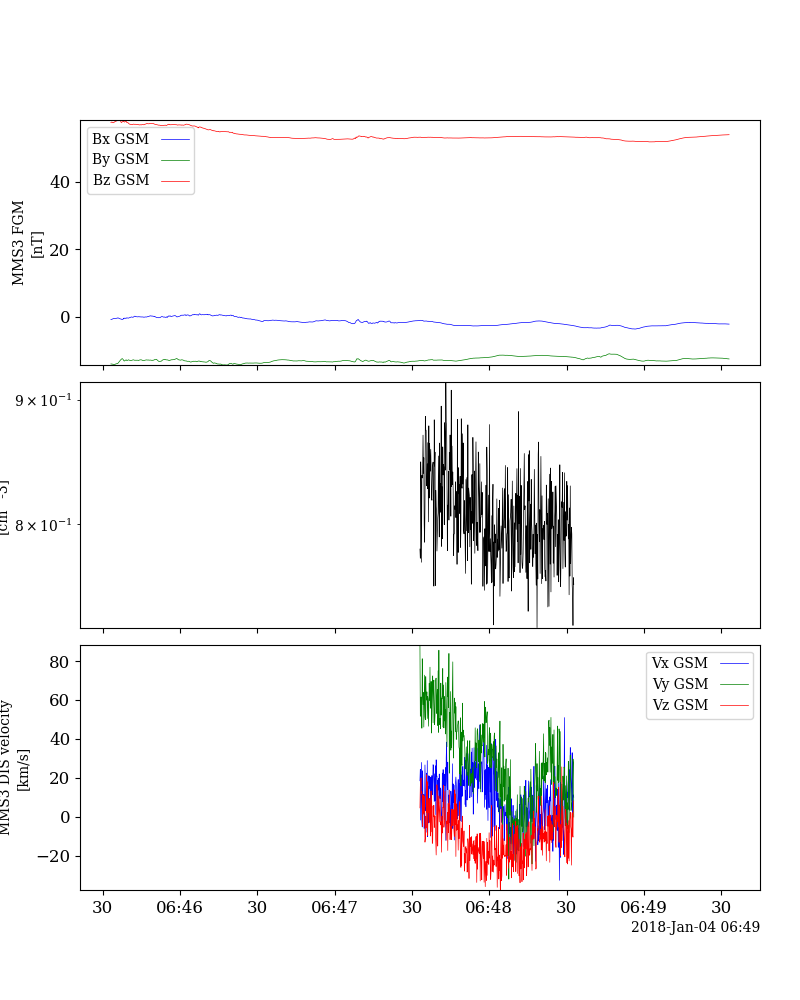 Bx GSM
By GSM
Bz GSM
40
20
0
MMS3 FGM
[nT]
9 × 10⁻¹
8 × 10⁻¹
[cm -3]
Vx GSM
Vy GSM
Vz GSM
80
60
40
20
0
−20
MMS3 DIS velocity
[km/s]
30 06:46 30 06:47 30 06:48 30 06:49 30
2018-Jan-04 06:49